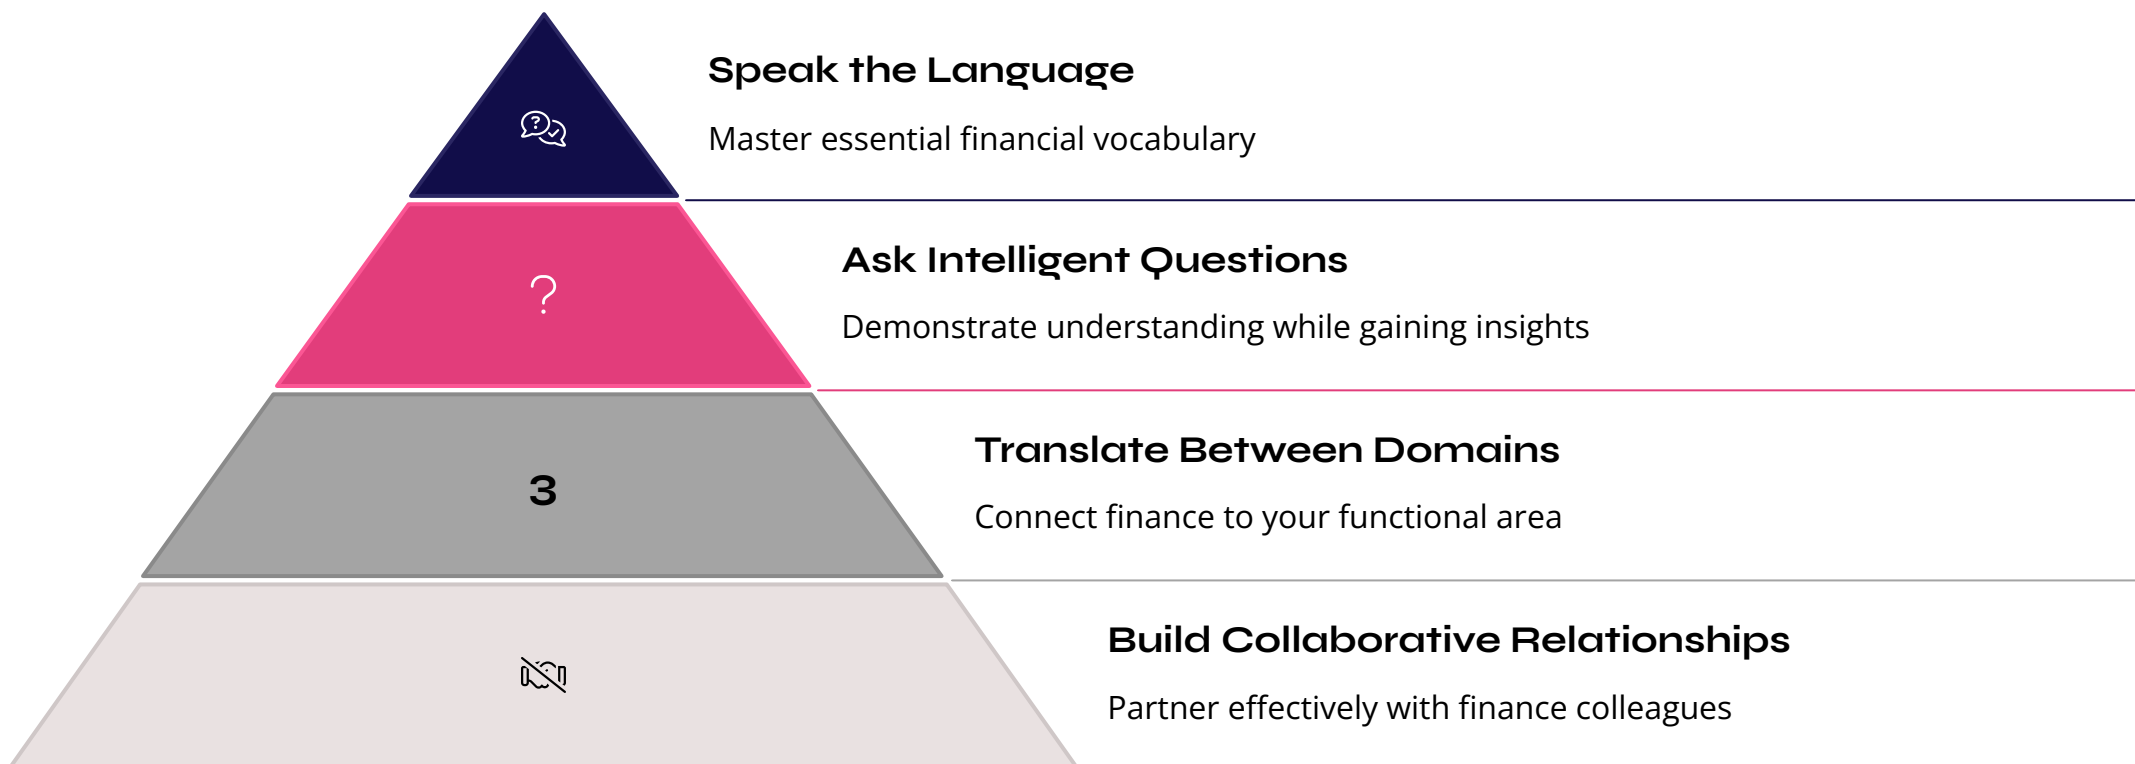 Speak the Language
Master essential financial vocabulary
?
Ask Intelligent Questions
Demonstrate understanding while gaining insights
?
Translate Between Domains
Connect finance to your functional area
3
Build Collaborative Relationships
Partner effectively with finance colleagues